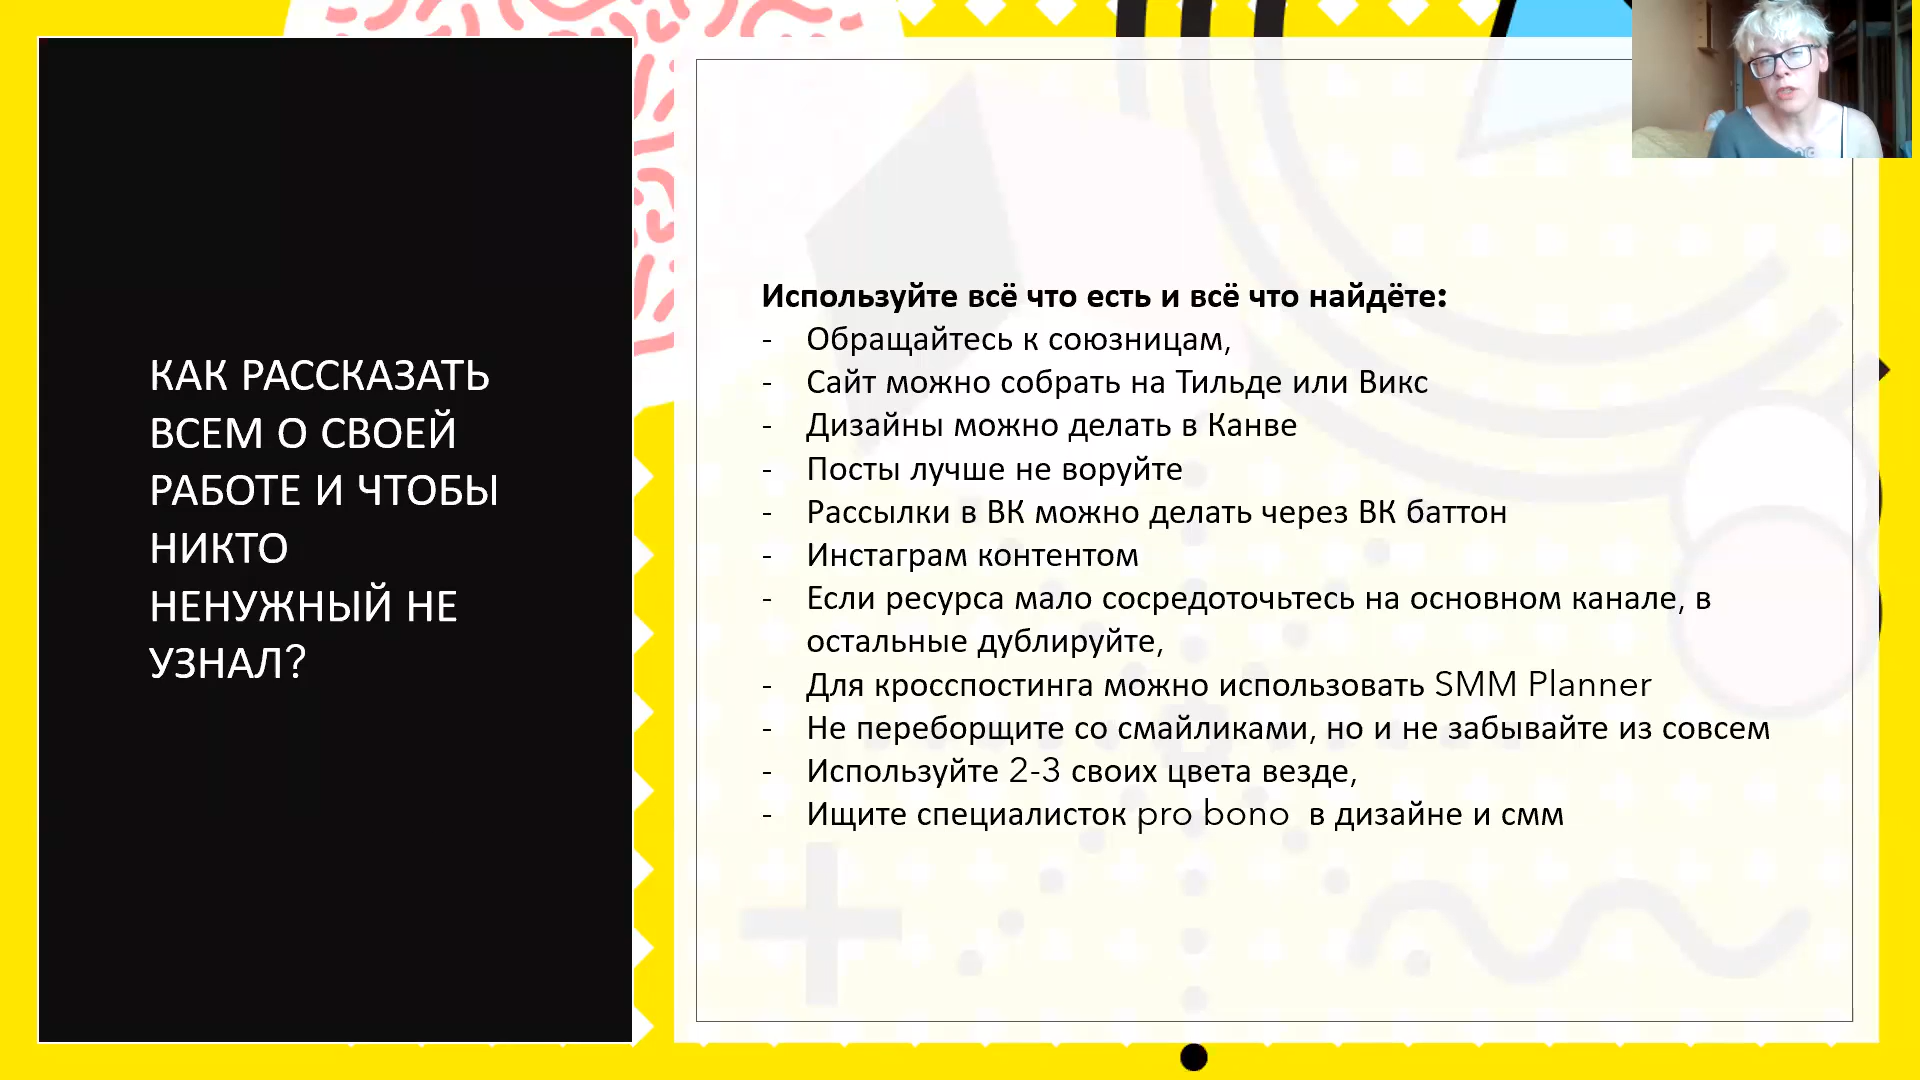 КАК РАССКАЗАТЬ
ВСЕМ О СВОЕЙ
РАБОТЕ И ЧТОБЫ
НИКТО
НЕНУЖНЫЙ НЕ
УЗНАЛ?
Используйте всё что есть и всё что найдёте:
- Обращайтесь к союзницам,
- Сайт можно собрать на Тильде или Викс
- Дизайны можно делать в Канве
- Посты лучше не воруйте
- Рассылки в ВК можно делать через ВК баттон
- Инстаграм контентом
- Если ресурса мало сосредоточьтесь на основном канале, в
остальные дублируйте,
- Для кросспостинга можно использовать SMM Planner
- Не переборщите со смайликами, но и не забывайте из совсем
- Используйте 2-3 своих цвета везде,
- Ищите специалисток pro bono  в дизайне и смм